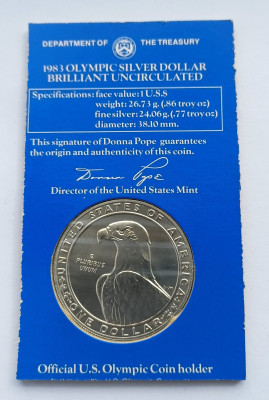 DEPARTMENT OF THE TREASURY
1983 OLYMPIC SILVER DOLLAR
BRILLIANT UNCIRCULATED
Specifications: face value: 1 U.S.$
weight: 26.73 g. (.86 troy oz)
fine silver: 24.06 g. (.77 troy oz)
diameter: 38.10 mm.
This signature of Donna Pope guarantees
the origin and authenticity of this coin.
Donna Pope
Director of the United States Mint
UNITED STATES OF AMERICA
E
PLURIBUS
UNUM
ONE DOLLAR
Official U.S. Olympic Coin holder